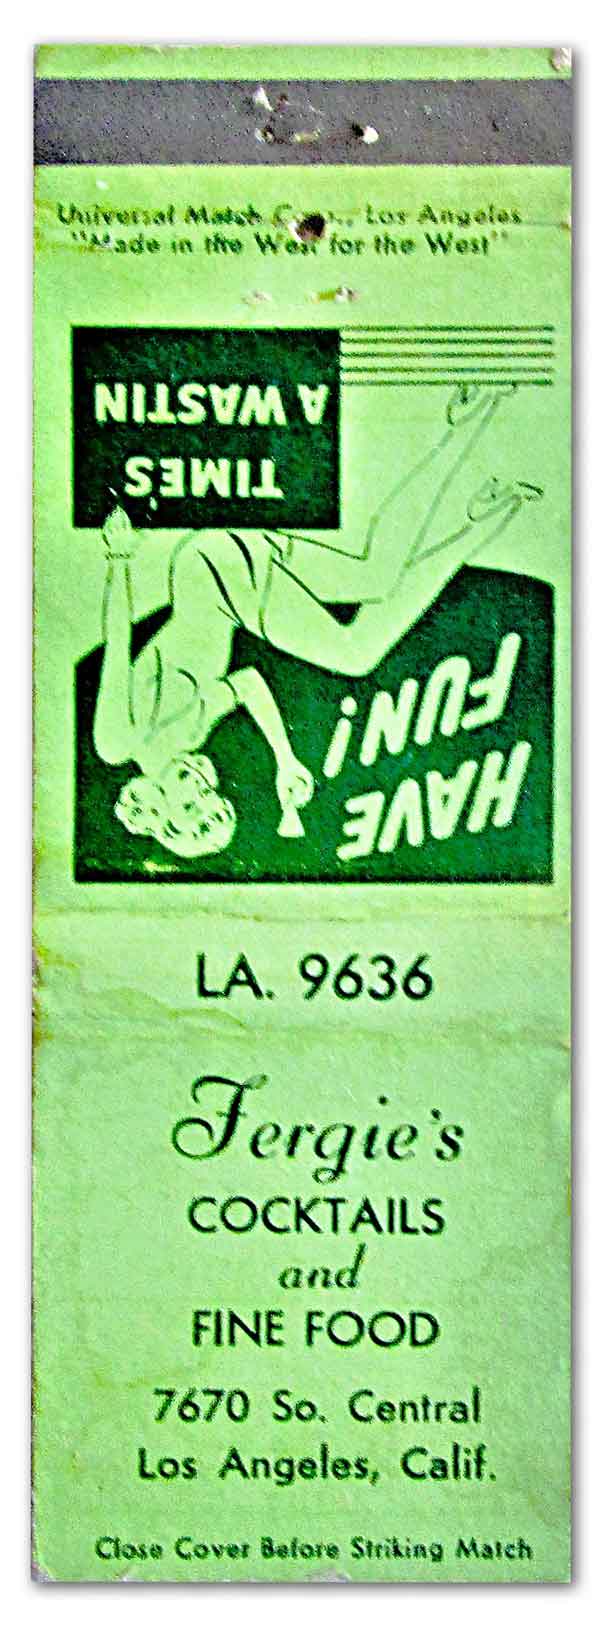 Universal Match Corp., Los Angeles
"Made in the West for the West"
TIME'S
A WASTIN
HAVE
FUN!
LA. 9636
Fergie's
COCKTAILS
and
FINE FOOD
7670 So. Central
Los Angeles, Calif.
Close Cover Before Striking Match